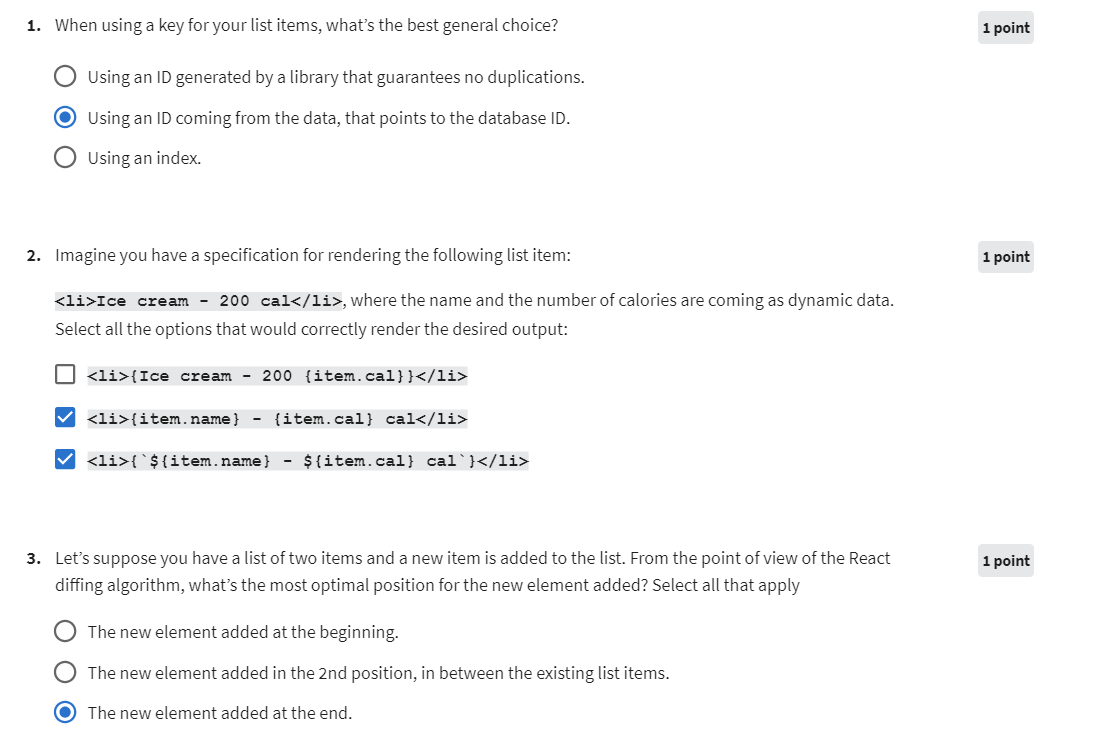 1. When using a key for your list items, what’s the best general choice?
1 point
Using an ID generated by a library that guarantees no duplications.
Using an ID coming from the data, that points to the database ID.
Using an index.
2. Imagine you have a specification for rendering the following list item:
1 point
<li>Ice cream - 200 cal</li>, where the name and the number of calories are coming as dynamic data.
Select all the options that would correctly render the desired output:
<li>{Ice cream - 200 {item.cal}}</li>
<li>{item.name} - {item.cal} cal</li>
<li>{`${item.name} - ${item.cal} cal`}</li>
3. Let’s suppose you have a list of two items and a new item is added to the list. From the point of view of the React
1 point
diffing algorithm, what’s the most optimal position for the new element added? Select all that apply
The new element added at the beginning.
The new element added in the 2nd position, in between the existing list items.
The new element added at the end.